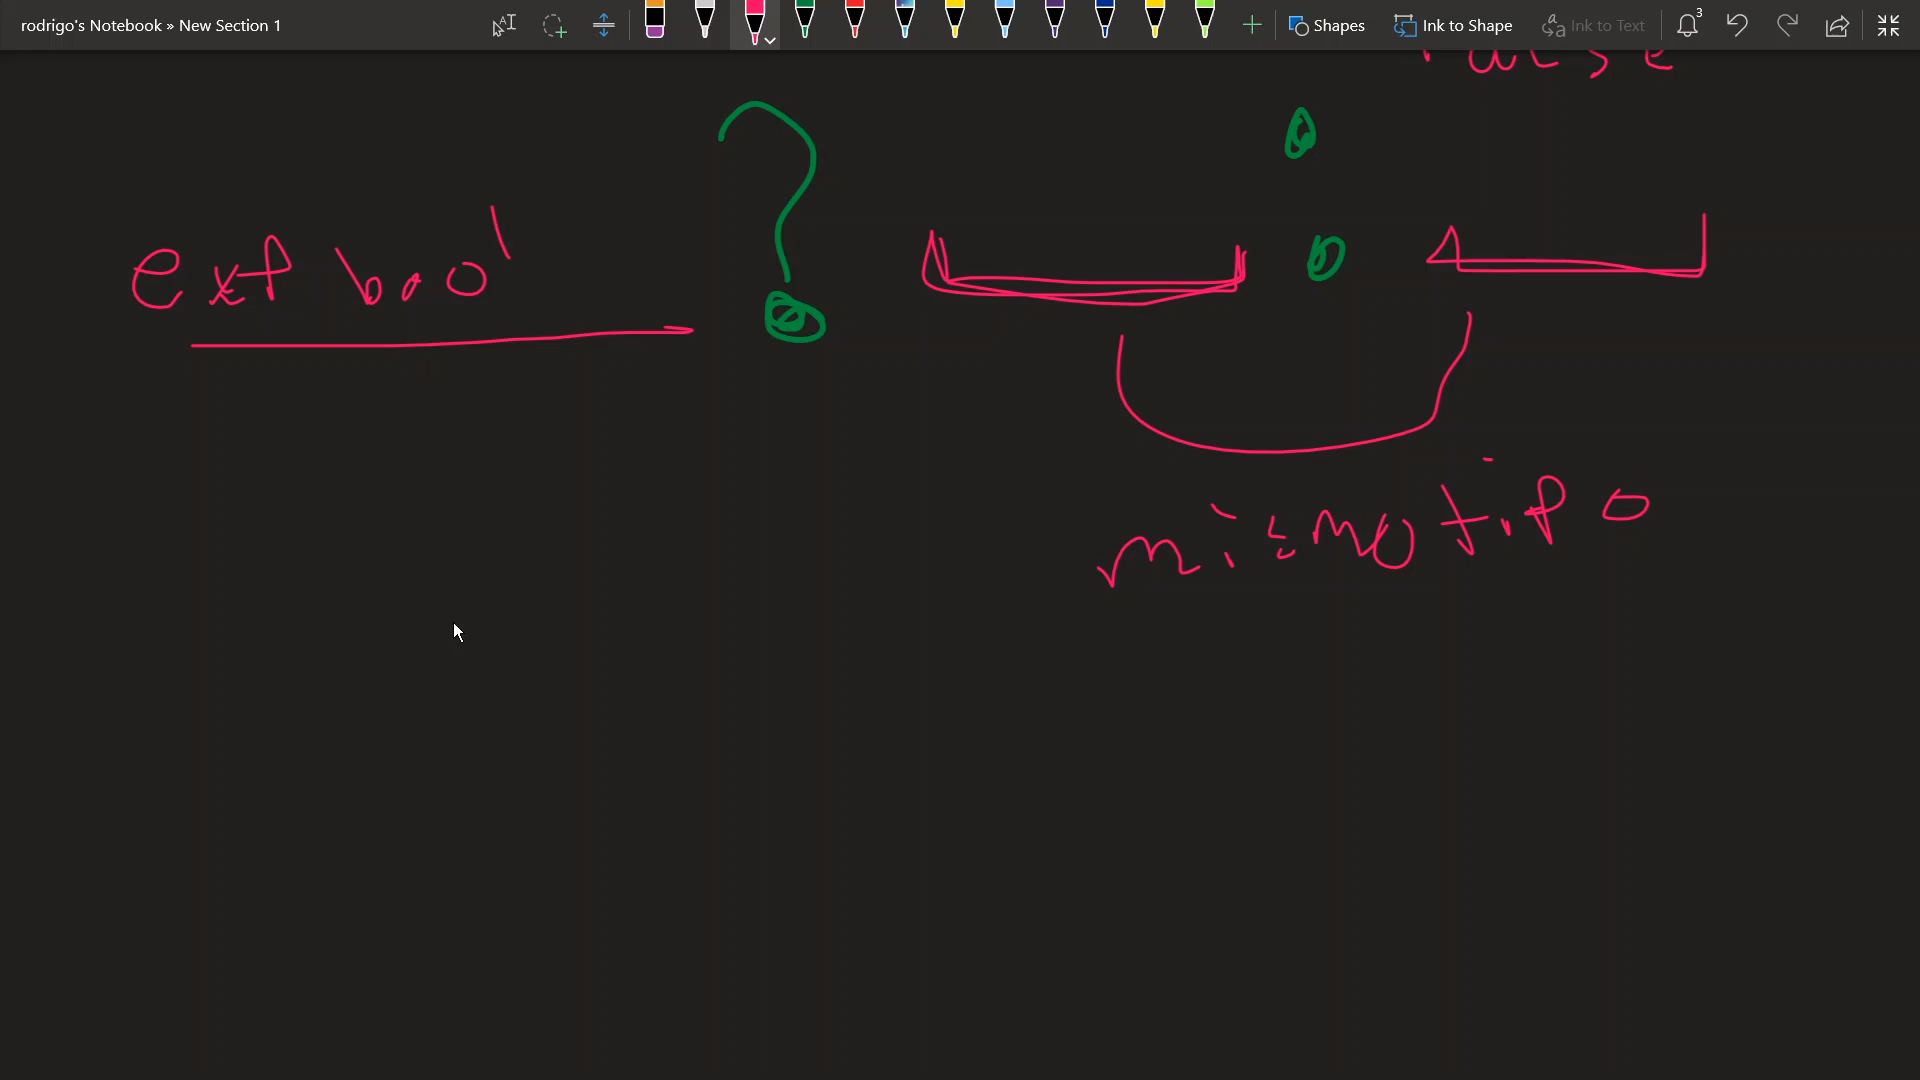 rodrigo's Notebook » New Section 1
3
Shapes
Ink to Shape
Ink to Text
exp bool ? :
mismo tipo